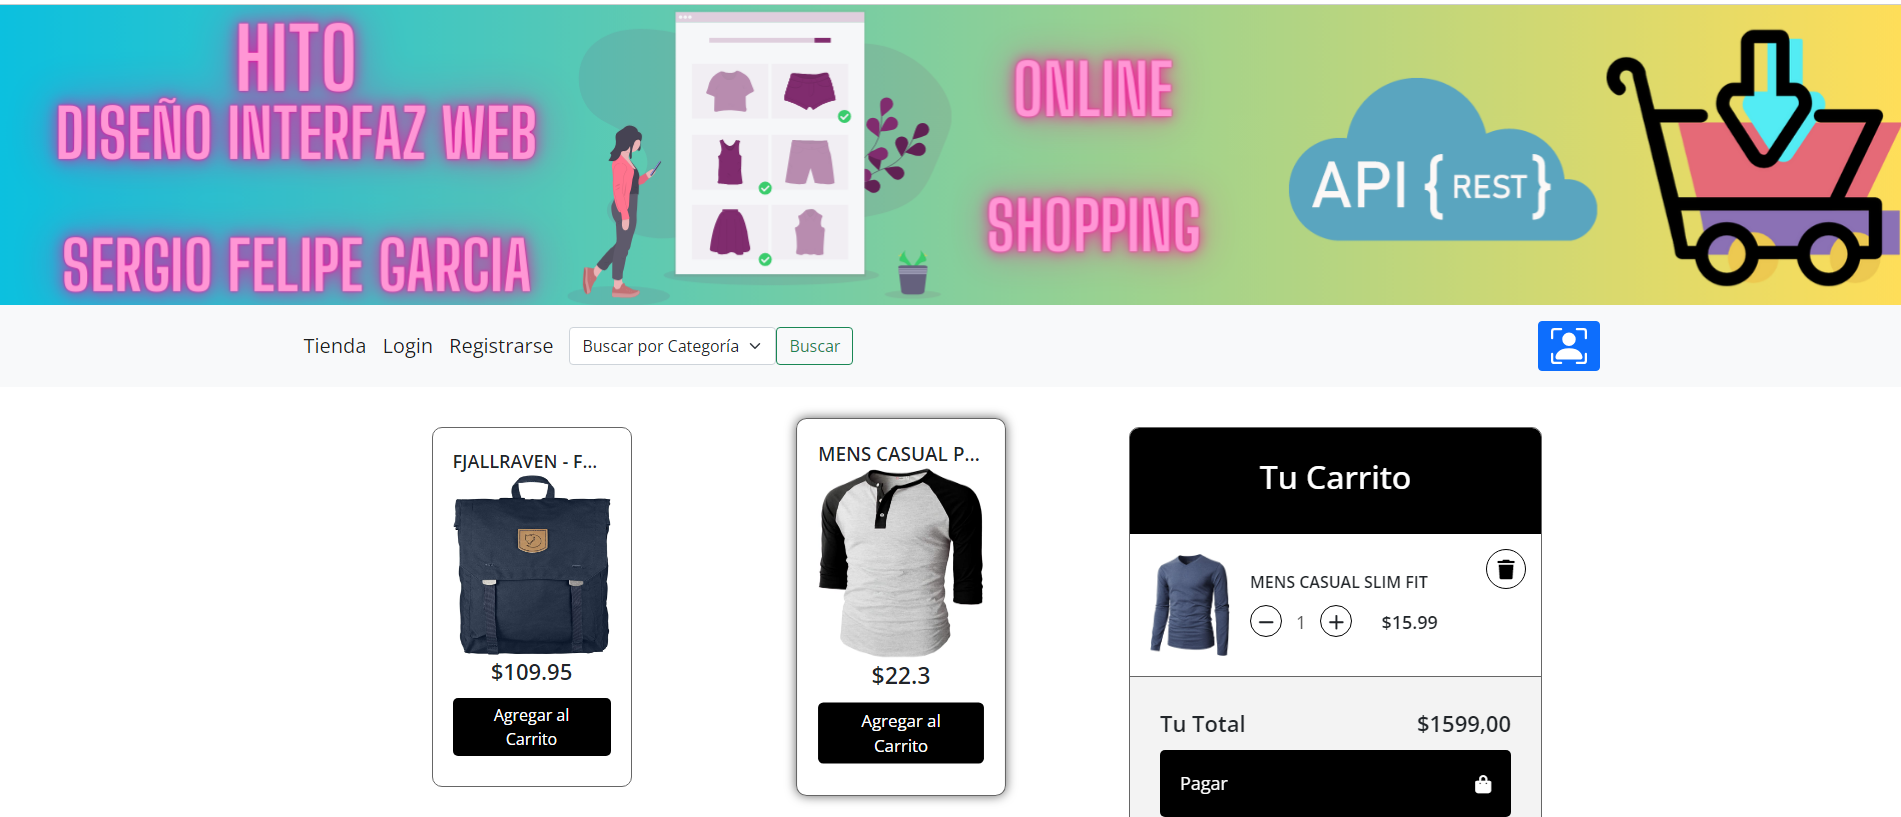 HITO
DISEÑO INTERFAZ WEB
SERGIO FELIPE GARCIA
ONLINE
SHOPPING
API {REST}
Tienda Login Registrarse Buscar por Categoría Buscar
FJALLRAVEN - F...
$109.95
Agregar al
Carrito
MENS CASUAL P...
$22.3
Agregar al
Carrito
Tu Carrito
MENS CASUAL SLIM FIT
1 $15.99
Tu Total $1599,00
Pagar